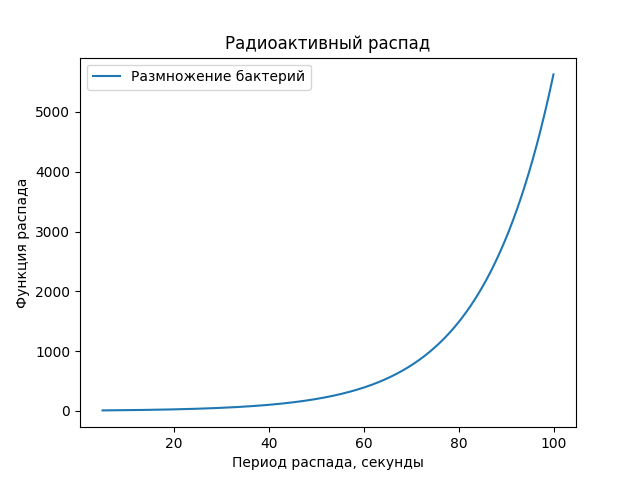 Радиоактивный распад
Размножение бактерий
Функция распада
5000
4000
3000
2000
1000
0
20 40 60 80 100
Период распада, секунды